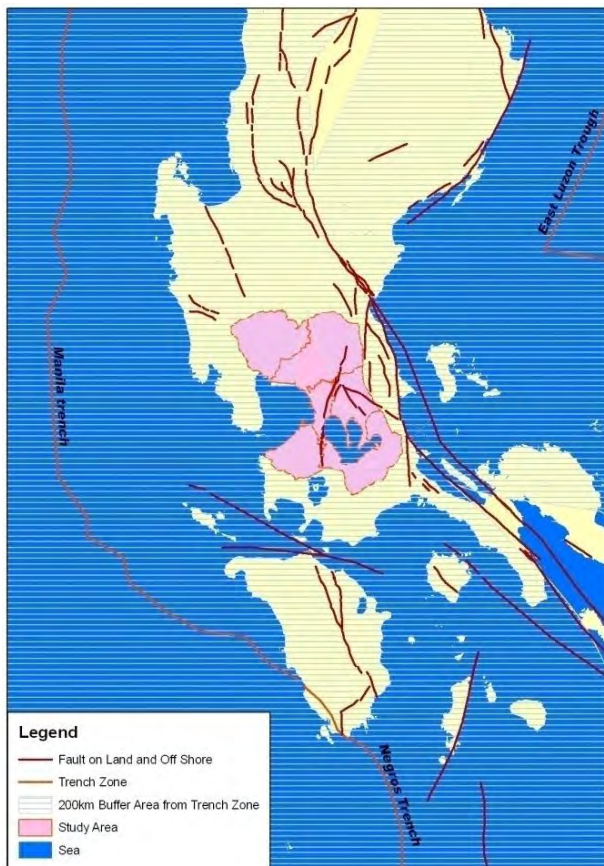 East Luzon Trough
Manila trench
Negros Trench
Legend
Fault on Land and Off Shore
Trench Zone
200km Buffer Area from Trench Zone
Study Area
Sea